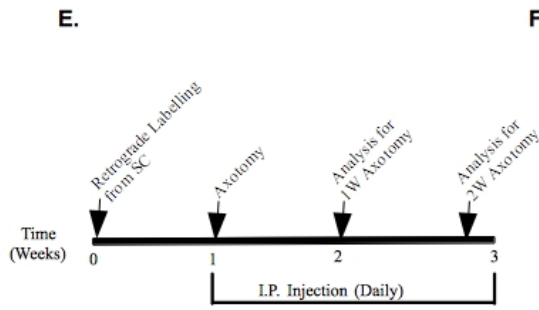 E.
F
Retrograde Labelling
from SC
Axotomy
Analysis for
1W Axotomy
Analysis for
2W Axotomy
Time
(Weeks)
0
1
2
3
I.P. Injection (Daily)